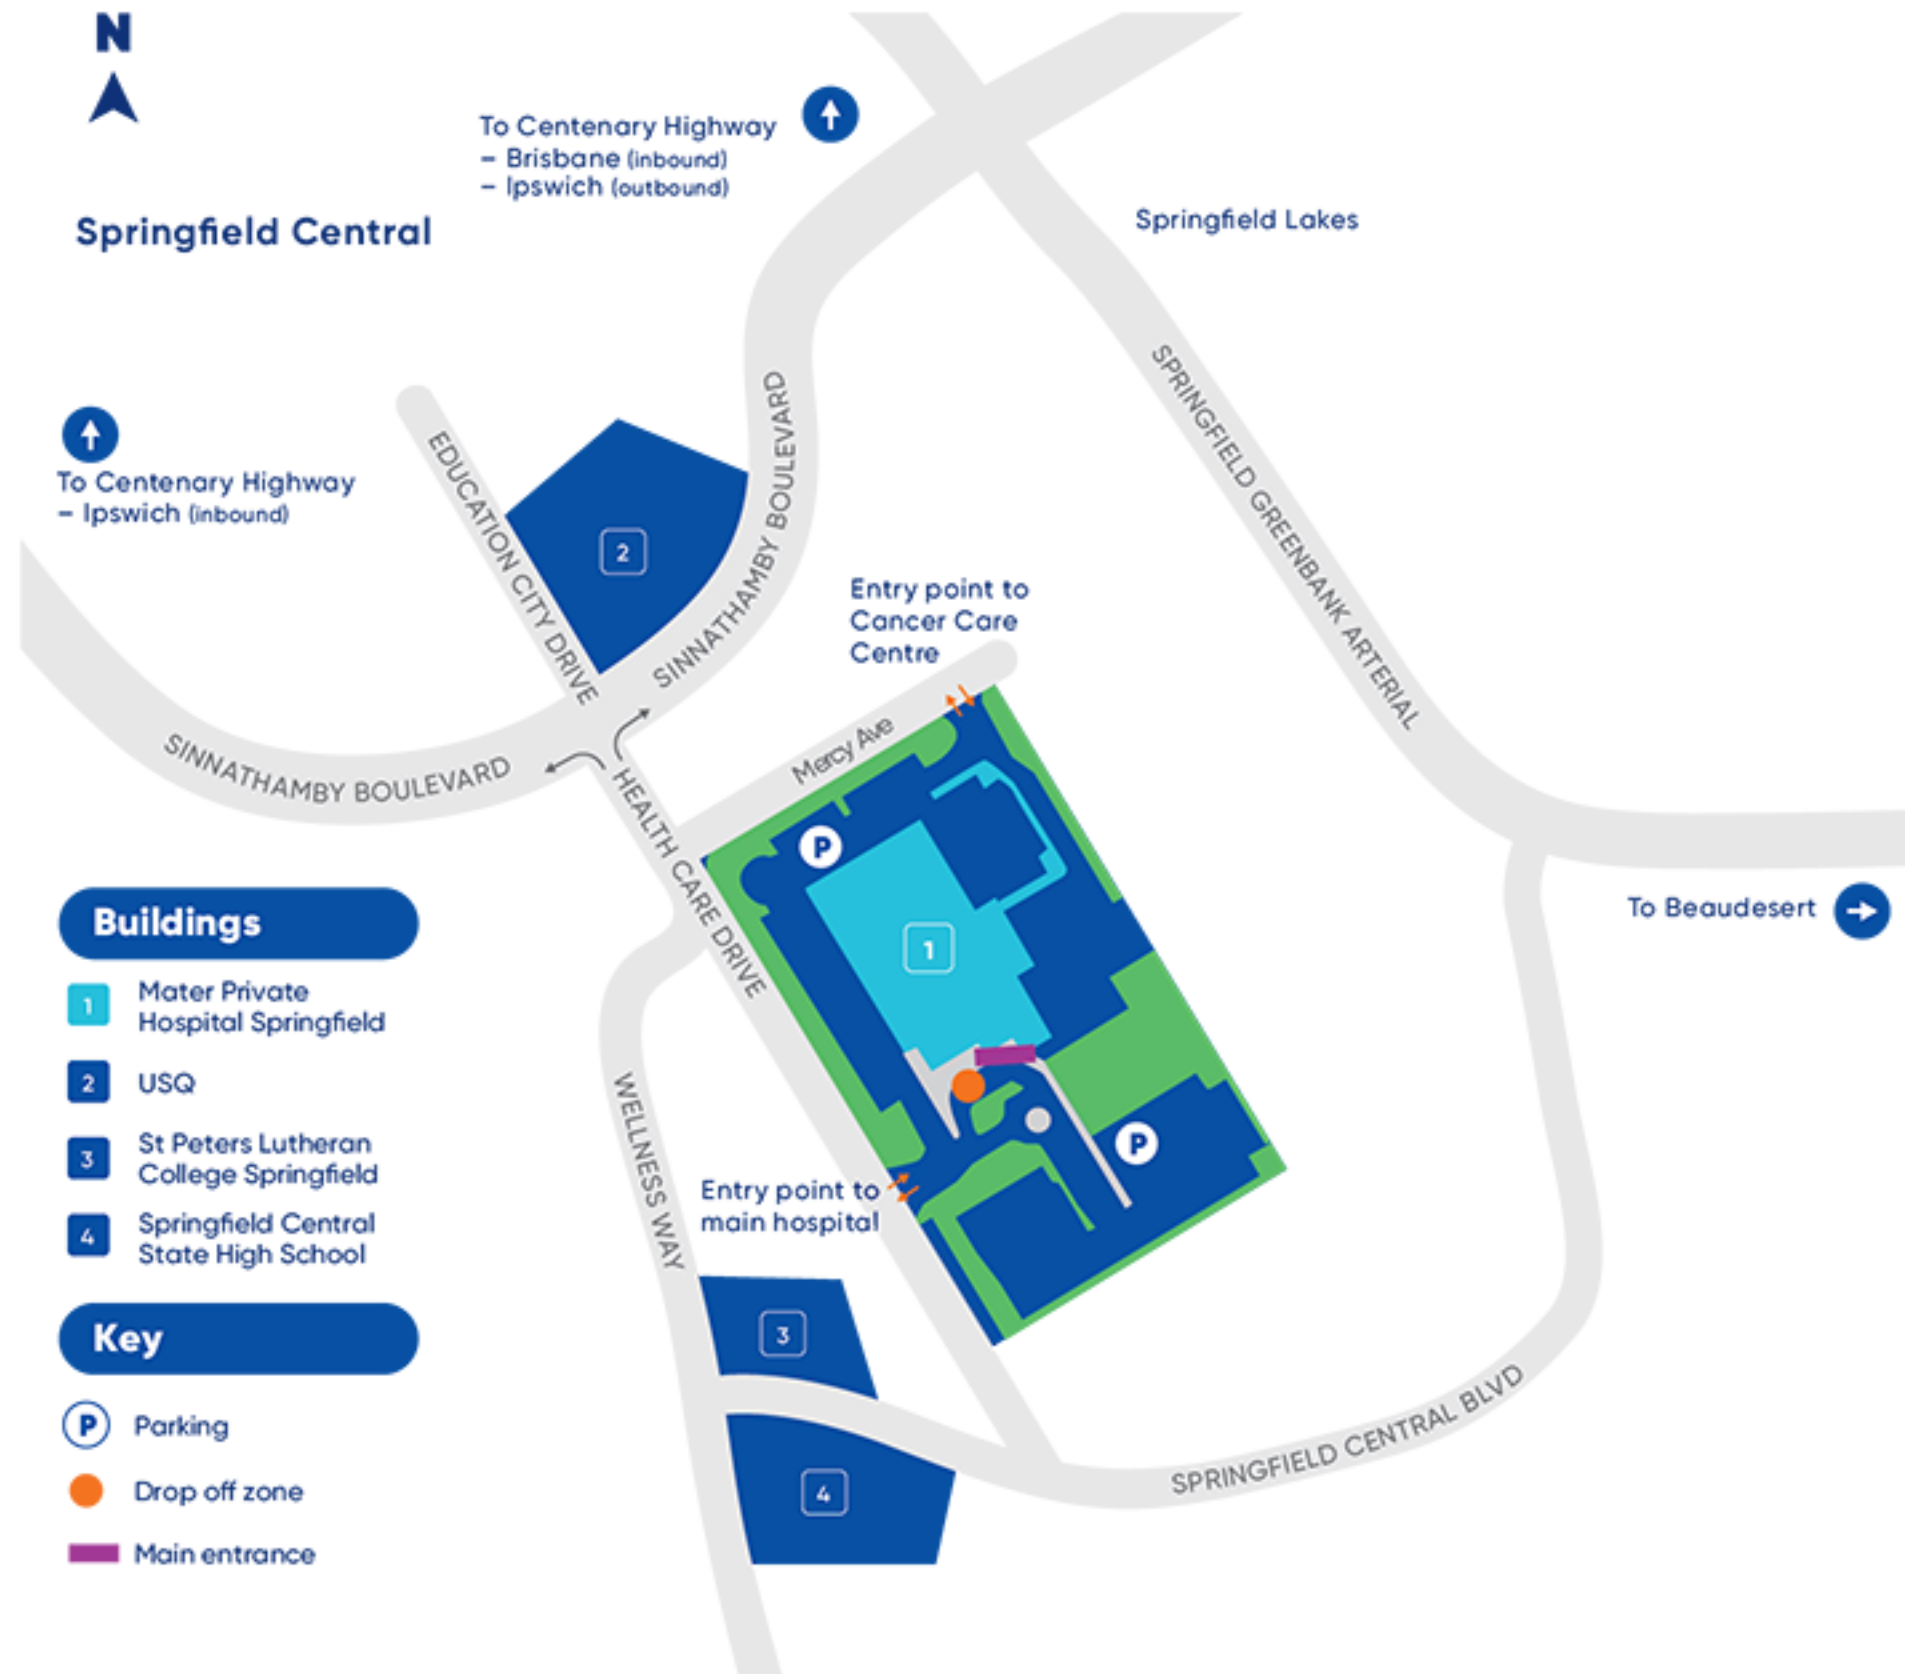 N
To Centenary Highway
– Brisbane (inbound)
– Ipswich (outbound)
Springfield Central
Springfield Lakes
SPRINGFIELD GREENBANK ARTERIAL
SINNATHAMBY BOULEVARD
EDUCATION CITY DRIVE
To Centenary Highway
– Ipswich (inbound)
2
Entry point to
Cancer Care
Centre
Mercy Ave
SINNATHAMBY BOULEVARD
HEALTH CARE DRIVE
P
1
To Beaudesert
WELLNESS WAY
P
Entry point to
main hospital
3
4
SPRINGFIELD CENTRAL BLVD
Buildings
1 Mater Private
Hospital Springfield
2 USQ
3 St Peters Lutheran
College Springfield
4 Springfield Central
State High School
Key
P Parking
Drop off zone
Main entrance